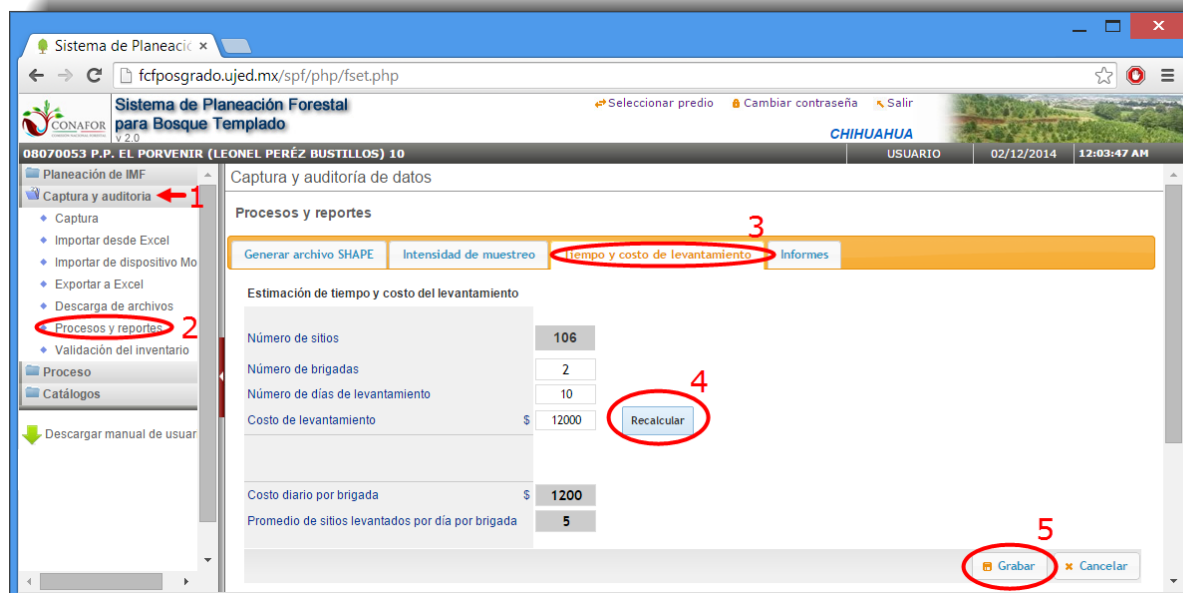 Sistema de Planeació ×
fcfposgrado.ujed.mx/spf/php/fset.php
CONAFOR
Sistema de Planeación Forestal
para Bosque Templado
v 2.0
Seleccionar predio Cambiar contraseña Salir
CHIHUAHUA
08070053 P.P. EL PORVENIR (LEONEL PERÉZ BUSTILLOS) 10 USUARIO 02/12/2014 12:03:47 AM
Planeación de IMF
Captura y auditoria 1
Captura
Importar desde Excel
Importar de dispositivo Mo
Exportar a Excel
Descarga de archivos
Procesos y reportes 2
Validación del inventario
Proceso
Catálogos
Descargar manual de usuar
Captura y auditoría de datos
Procesos y reportes
3
Generar archivo SHAPE Intensidad de muestreo Tiempo y costo de levantamiento Informes
Estimación de tiempo y costo del levantamiento
Número de sitios 106
Número de brigadas 2
Número de días de levantamiento 10
4
Costo de levantamiento $ 12000 Recalcular
Costo diario por brigada $ 1200
Promedio de sitios levantados por día por brigada 5
5
Grabar × Cancelar